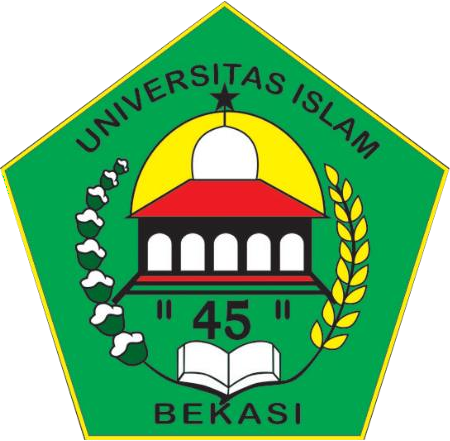 UNIVERSITAS ISLAM
" 45 "
BEKASI